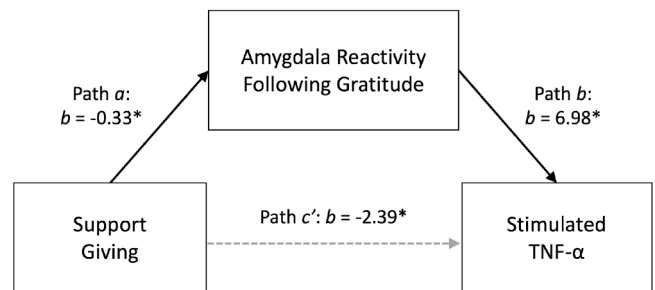 Amygdala Reactivity
Following Gratitude
Path a:
b = -0.33*
Path b:
b = 6.98*
Support
Giving
Path c’: b = -2.39*
Stimulated
TNF-α